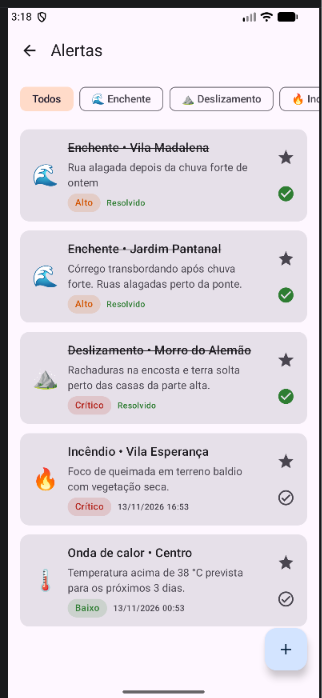 3:18
Alertas
Todos
Enchente
Deslizamento
Enchente • Vila Madalena
Rua alagada depois da chuva forte de
ontem
Alto Resolvido
Enchente • Jardim Pantanal
Córrego transbordando após chuva
forte. Ruas alagadas perto da ponte.
Alto Resolvido
Deslizamento • Morro do Alemão
Rachaduras na encosta e terra solta
perto das casas da parte alta.
Crítico Resolvido
Incêndio • Vila Esperança
Foco de queimada em terreno baldio
com vegetação seca.
Crítico 13/11/2026 16:53
Onda de calor • Centro
Temperatura acima de 38 °C prevista
para os próximos 3 dias.
Baixo 13/11/2026 00:53